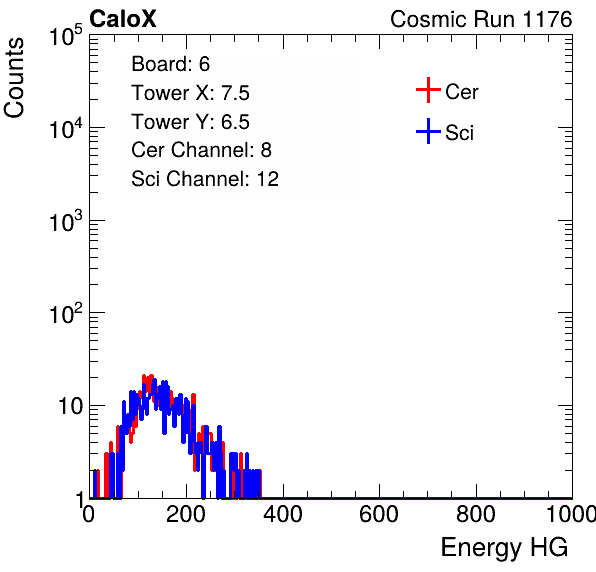 CaloX Cosmic Run 1176
Counts
10^5
10^4
10^3
10^2
10
1
Board: 6
Tower X: 7.5
Tower Y: 6.5
Cer Channel: 8
Sci Channel: 12
Cer
Sci
0 200 400 600 800 1000
Energy HG